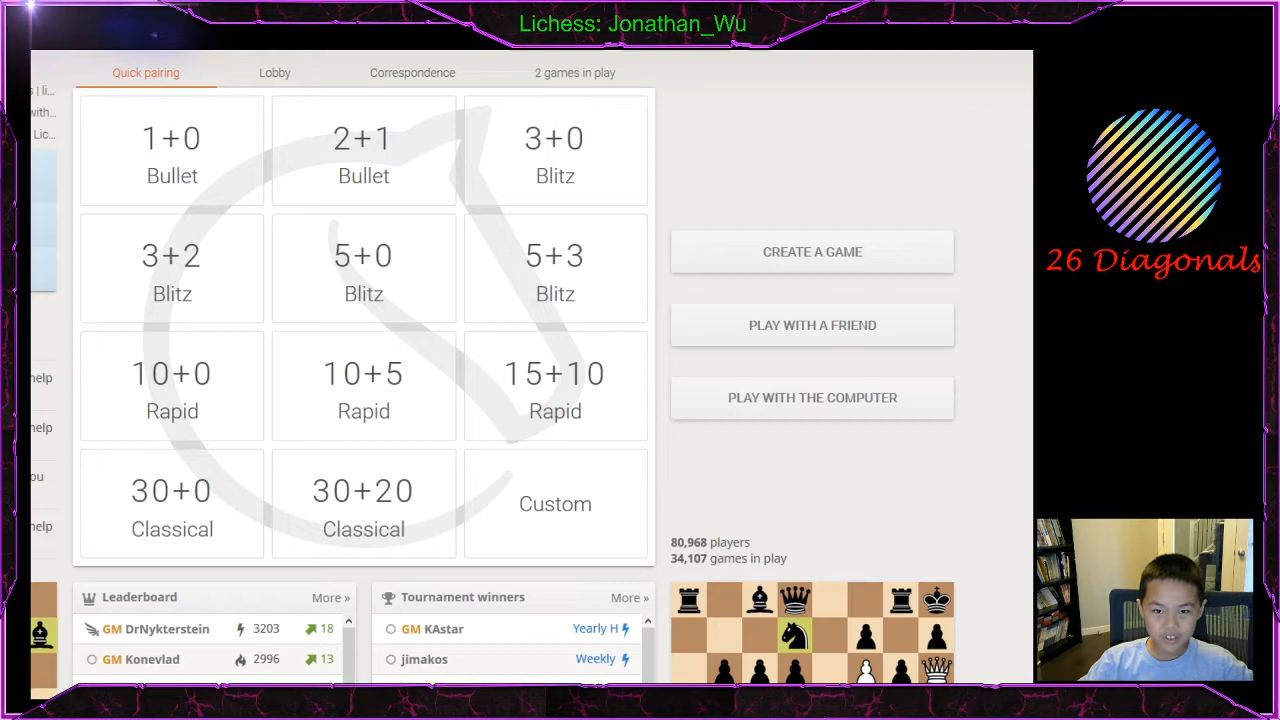 Lichess: Jonathan_Wu
Quick pairing
Lobby
Correspondence
2 games in play
s | li...
with...
Lic...
1+0
Bullet
2+1
Bullet
3+0
Blitz
3+2
Blitz
5+0
Blitz
5+3
Blitz
10+0
Rapid
10+5
Rapid
15+10
Rapid
30+0
Classical
30+20
Classical
Custom
help
help
ou
help
CREATE A GAME
PLAY WITH A FRIEND
PLAY WITH THE COMPUTER
80,968 players
34,107 games in play
26 Diagonals
Leaderboard
More »
GM DrNykterstein 3203 18
GM Konevlad 2996 13
Tournament winners
More »
GM KAstar Yearly H
jimakos Weekly